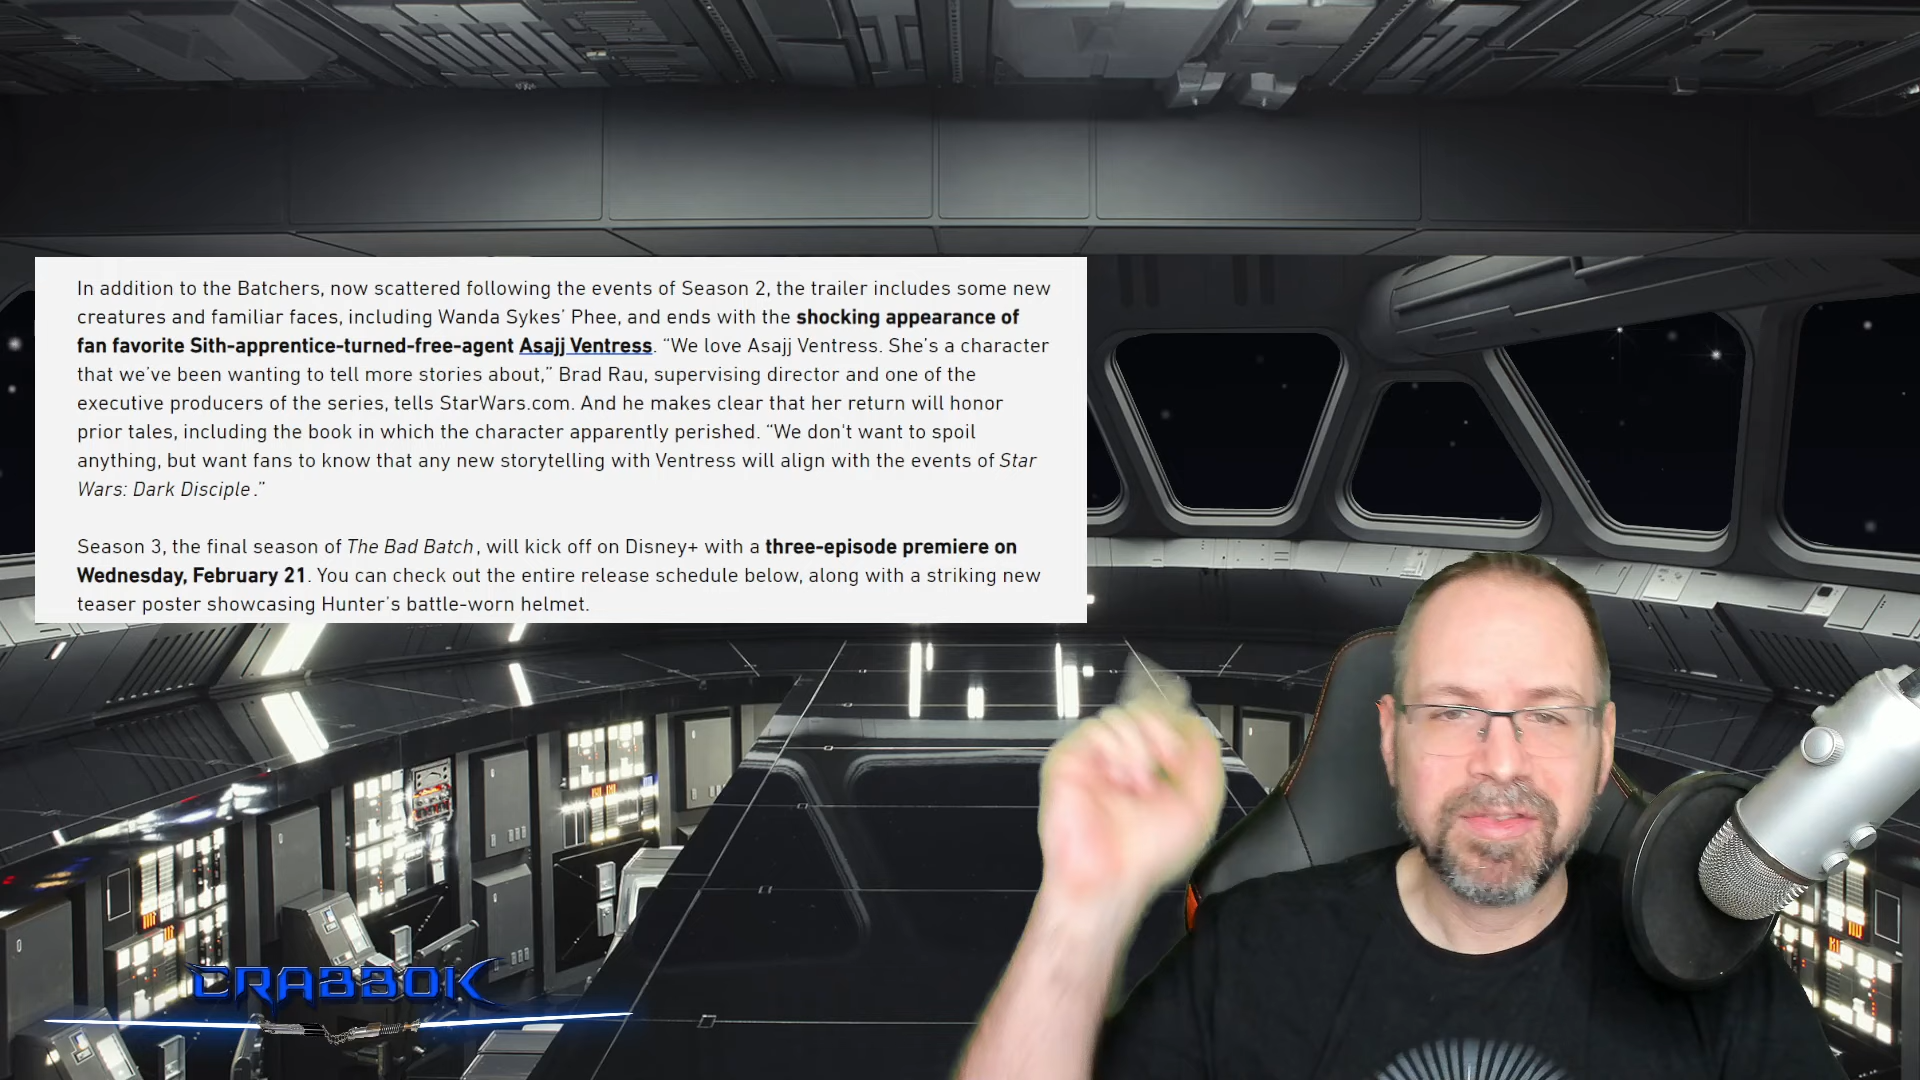 In addition to the Batchers, now scattered following the events of Season 2, the trailer includes some new
creatures and familiar faces, including Wanda Sykes’ Phee, and ends with the shocking appearance of
fan favorite Sith-apprentice-turned-free-agent Asajj Ventress. “We love Asajj Ventress. She’s a character
that we’ve been wanting to tell more stories about,” Brad Rau, supervising director and one of the
executive producers of the series, tells StarWars.com. And he makes clear that her return will honor
prior tales, including the book in which the character apparently perished. “We don't want to spoil
anything, but want fans to know that any new storytelling with Ventress will align with the events of Star
Wars: Dark Disciple.”
Season 3, the final season of The Bad Batch, will kick off on Disney+ with a three-episode premiere on
Wednesday, February 21. You can check out the entire release schedule below, along with a striking new
teaser poster showcasing Hunter’s battle-worn helmet.
CRABBOK